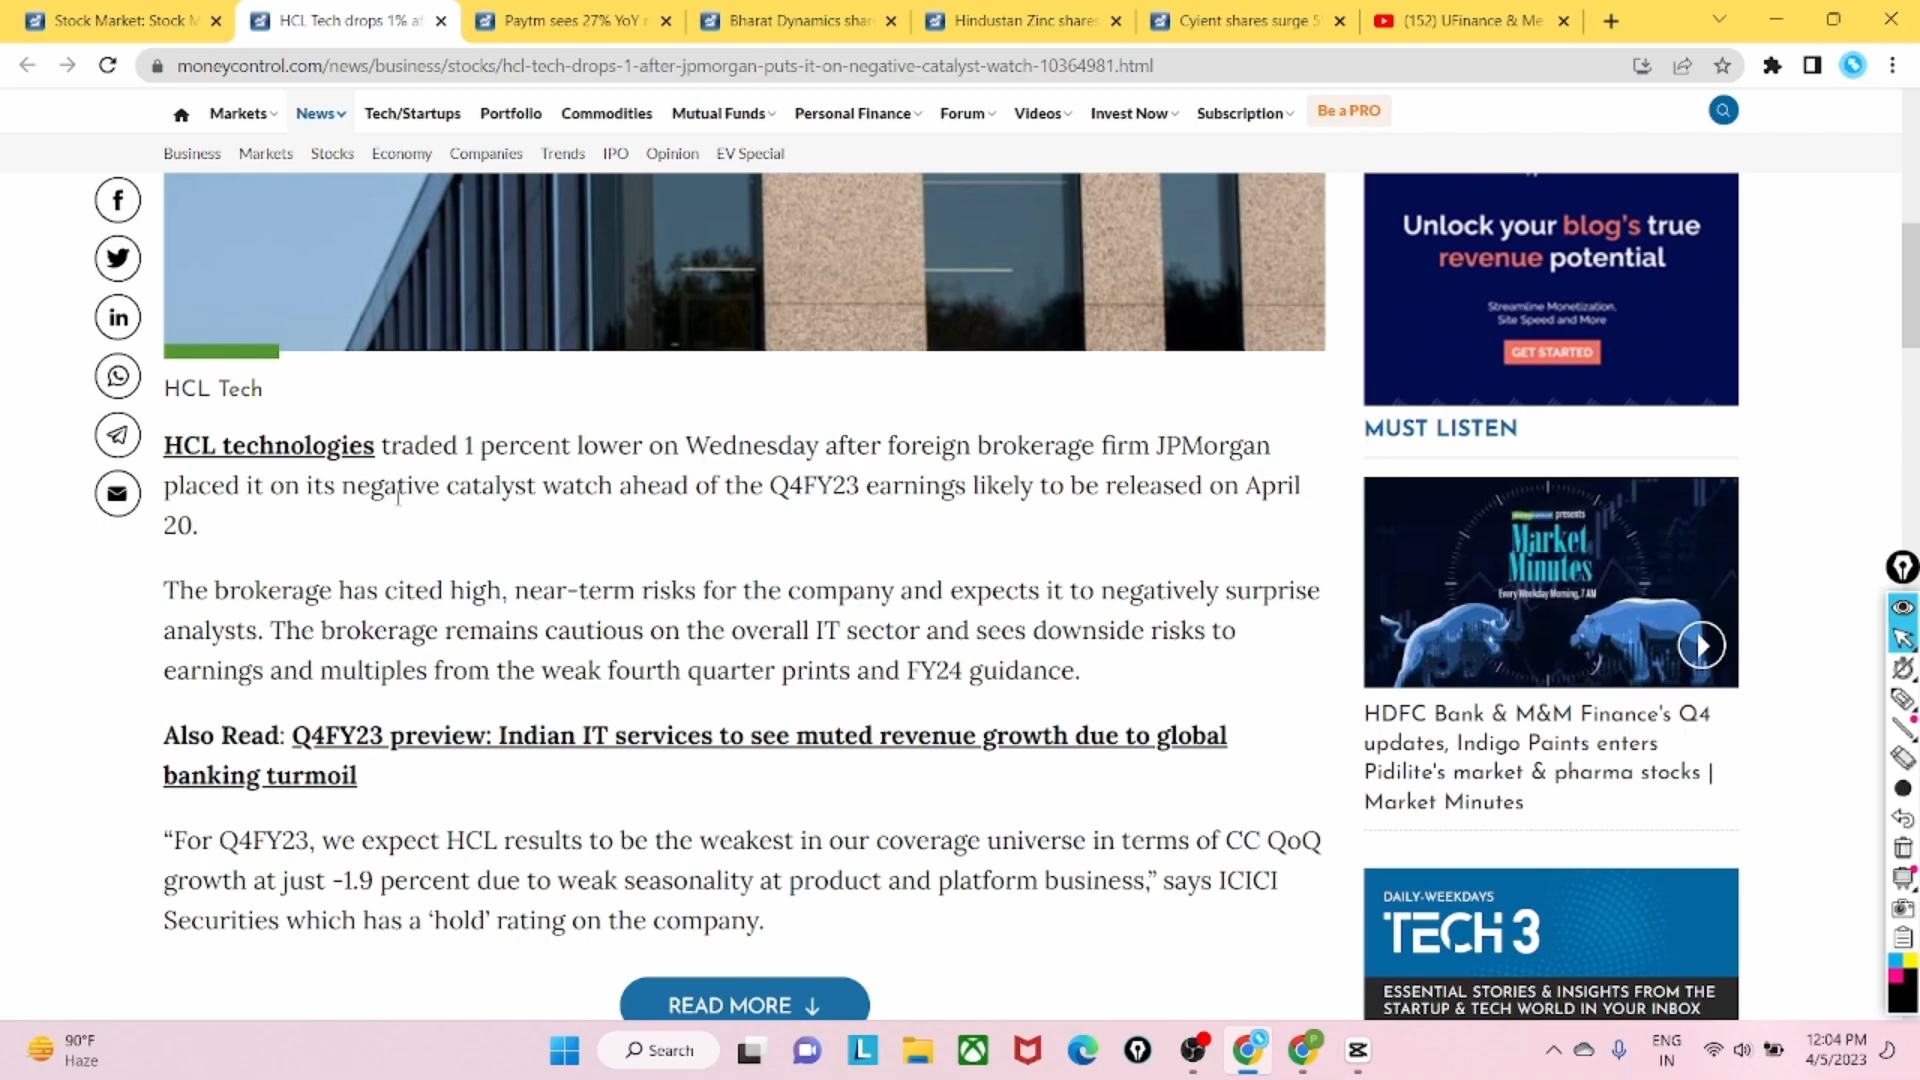 Stock Market: Stock M
HCL Tech drops 1% af
Paytm sees 27% YoY r
Bharat Dynamics shar
Hindustan Zinc shares
Cyient shares surge 5
(152) UFinance & Me
moneycontrol.com/news/business/stocks/hcl-tech-drops-1-after-jpmorgan-puts-it-on-negative-catalyst-watch-10364981.html
Markets News Tech/Startups Portfolio Commodities Mutual Funds Personal Finance Forum Videos Invest Now Subscription Be a PRO
Business Markets Stocks Economy Companies Trends IPO Opinion EV Special
HCL Tech
HCL technologies traded 1 percent lower on Wednesday after foreign brokerage firm JPMorgan
placed it on its negative catalyst watch ahead of the Q4FY23 earnings likely to be released on April
20.
The brokerage has cited high, near-term risks for the company and expects it to negatively surprise
analysts. The brokerage remains cautious on the overall IT sector and sees downside risks to
earnings and multiples from the weak fourth quarter prints and FY24 guidance.
Also Read: Q4FY23 preview: Indian IT services to see muted revenue growth due to global
banking turmoil
“For Q4FY23, we expect HCL results to be the weakest in our coverage universe in terms of CC QoQ
growth at just -1.9 percent due to weak seasonality at product and platform business,” says ICICI
Securities which has a ‘hold’ rating on the company.
READ MORE ↓
Unlock your blog's true
revenue potential
Streamline Monetization,
Site Speed and More
GET STARTED
MUST LISTEN
presents
Market
Minutes
Every Weekday Morning, 7 AM
HDFC Bank & M&M Finance's Q4
updates, Indigo Paints enters
Pidilite's market & pharma stocks |
Market Minutes
DAILY-WEEKDAYS
TECH 3
ESSENTIAL STORIES & INSIGHTS FROM THE
STARTUP & TECH WORLD IN YOUR INBOX
90°F
Haze
Search
ENG
IN
12:04 PM
4/5/2023